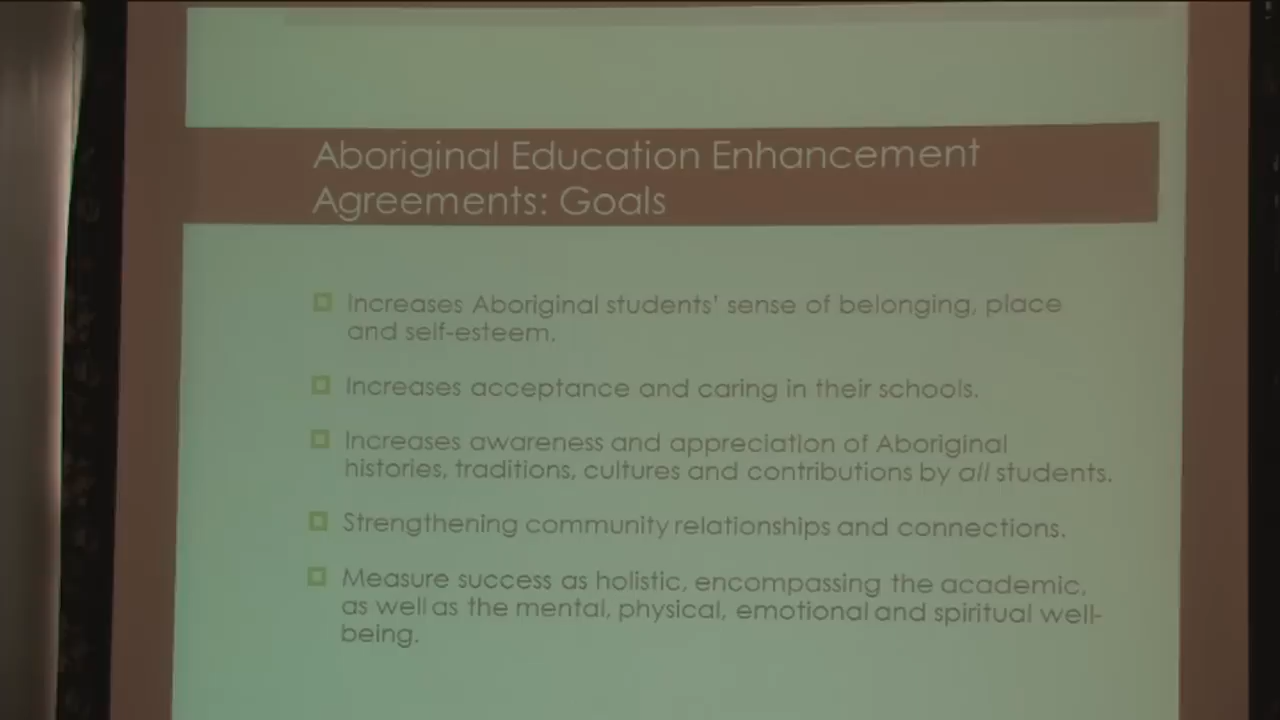 Aboriginal Education Enhancement
Agreements: Goals
Increases Aboriginal students' sense of belonging, place
and self-esteem.
Increases acceptance and caring in their schools.
Increases awareness and appreciation of Aboriginal
histories, traditions, cultures and contributions by all students.
Strengthening community relationships and connections.
Measure success as holistic, encompassing the academic,
as well as the mental, physical, emotional and spiritual well-
being.